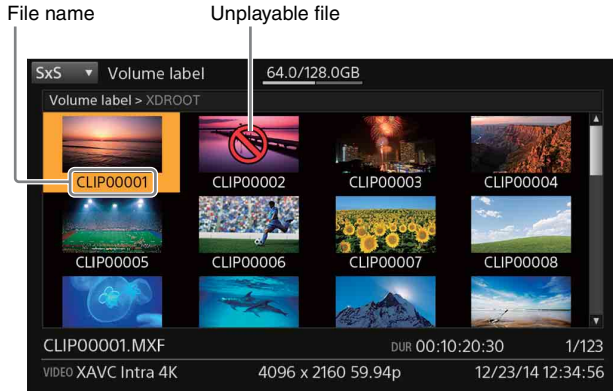 File name
Unplayable file
SxS Volume label 64.0/128.0GB
Volume label > XDROOT
CLIP00001 CLIP00002 CLIP00003 CLIP00004
CLIP00005 CLIP00006 CLIP00007 CLIP00008
CLIP00001.MXF DUR 00:10:20:30 1/123
VIDEO XAVC Intra 4K 4096 x 2160 59.94p 12/23/14 12:34:56